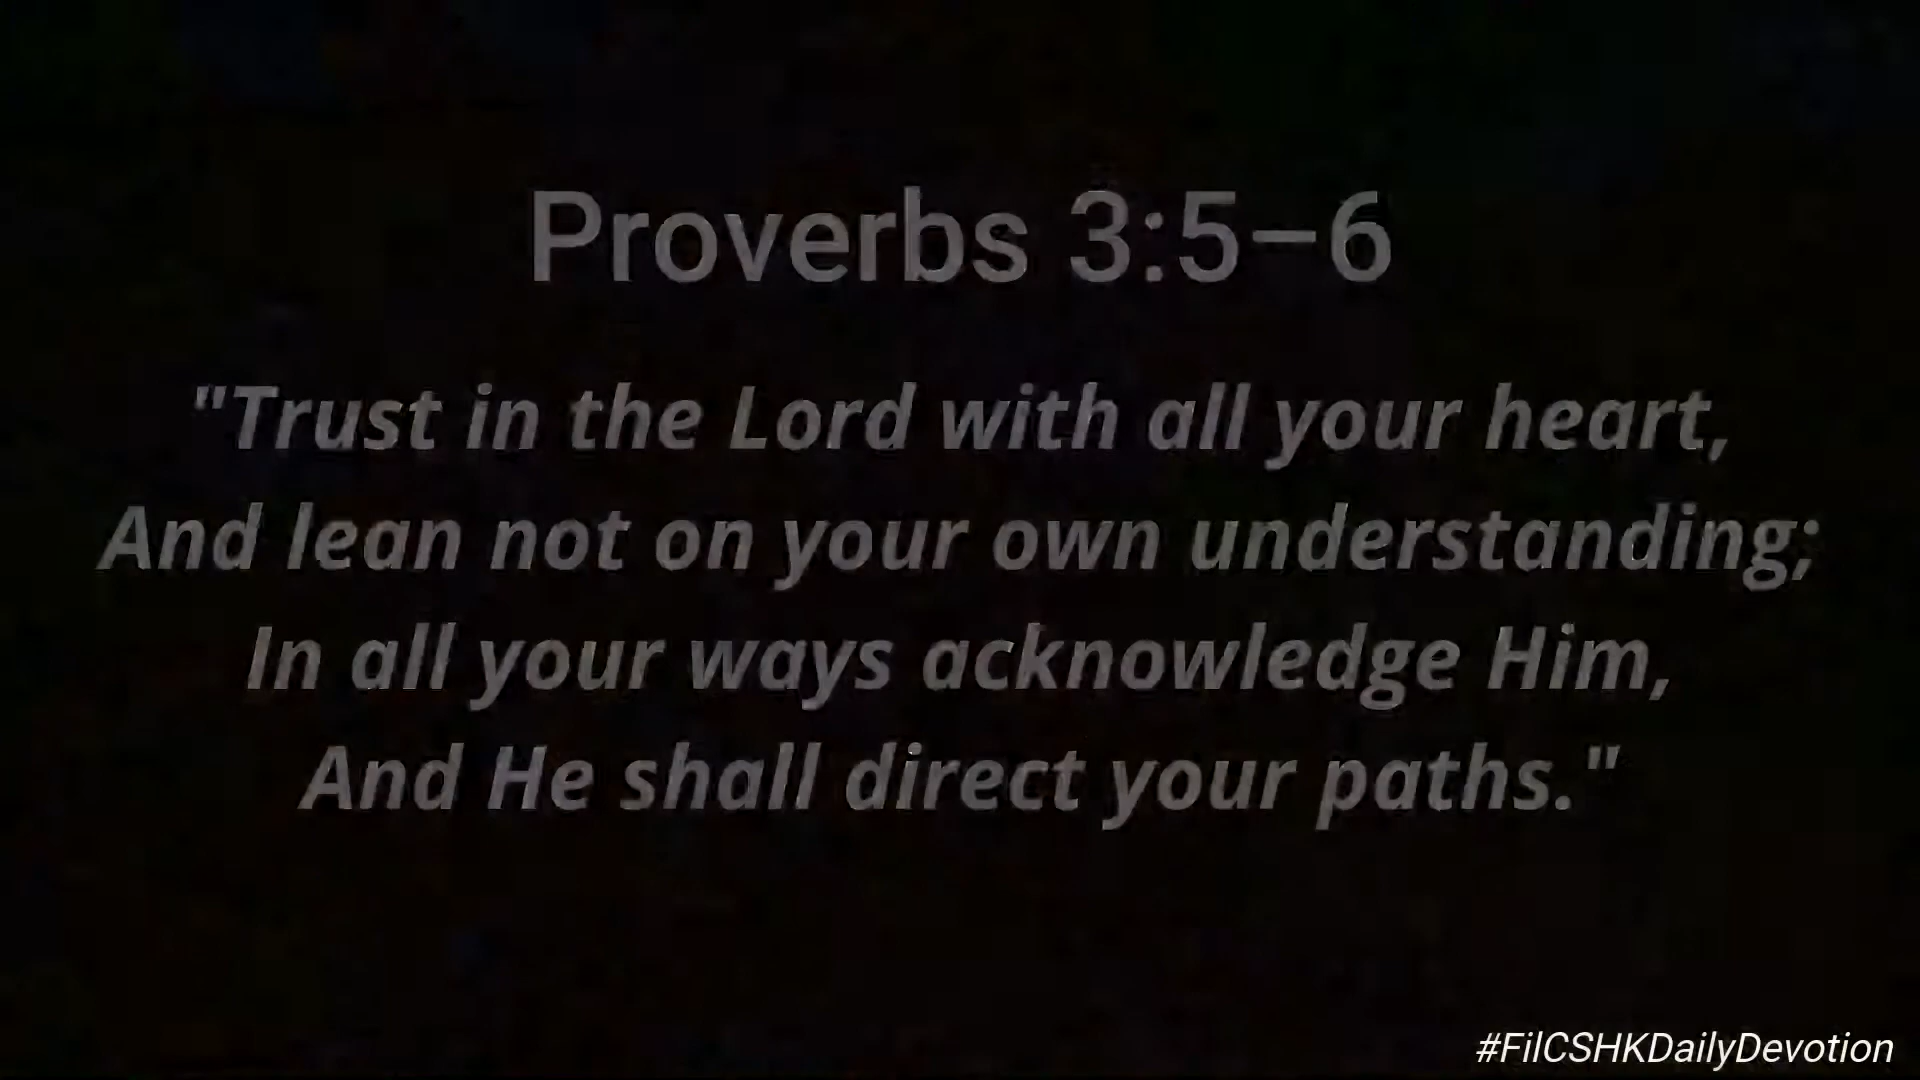 Proverbs 3:5–6
"Trust in the Lord with all your heart,
And lean not on your own understanding;
In all your ways acknowledge Him,
And He shall direct your paths."
#FilCSHKDailyDevotion